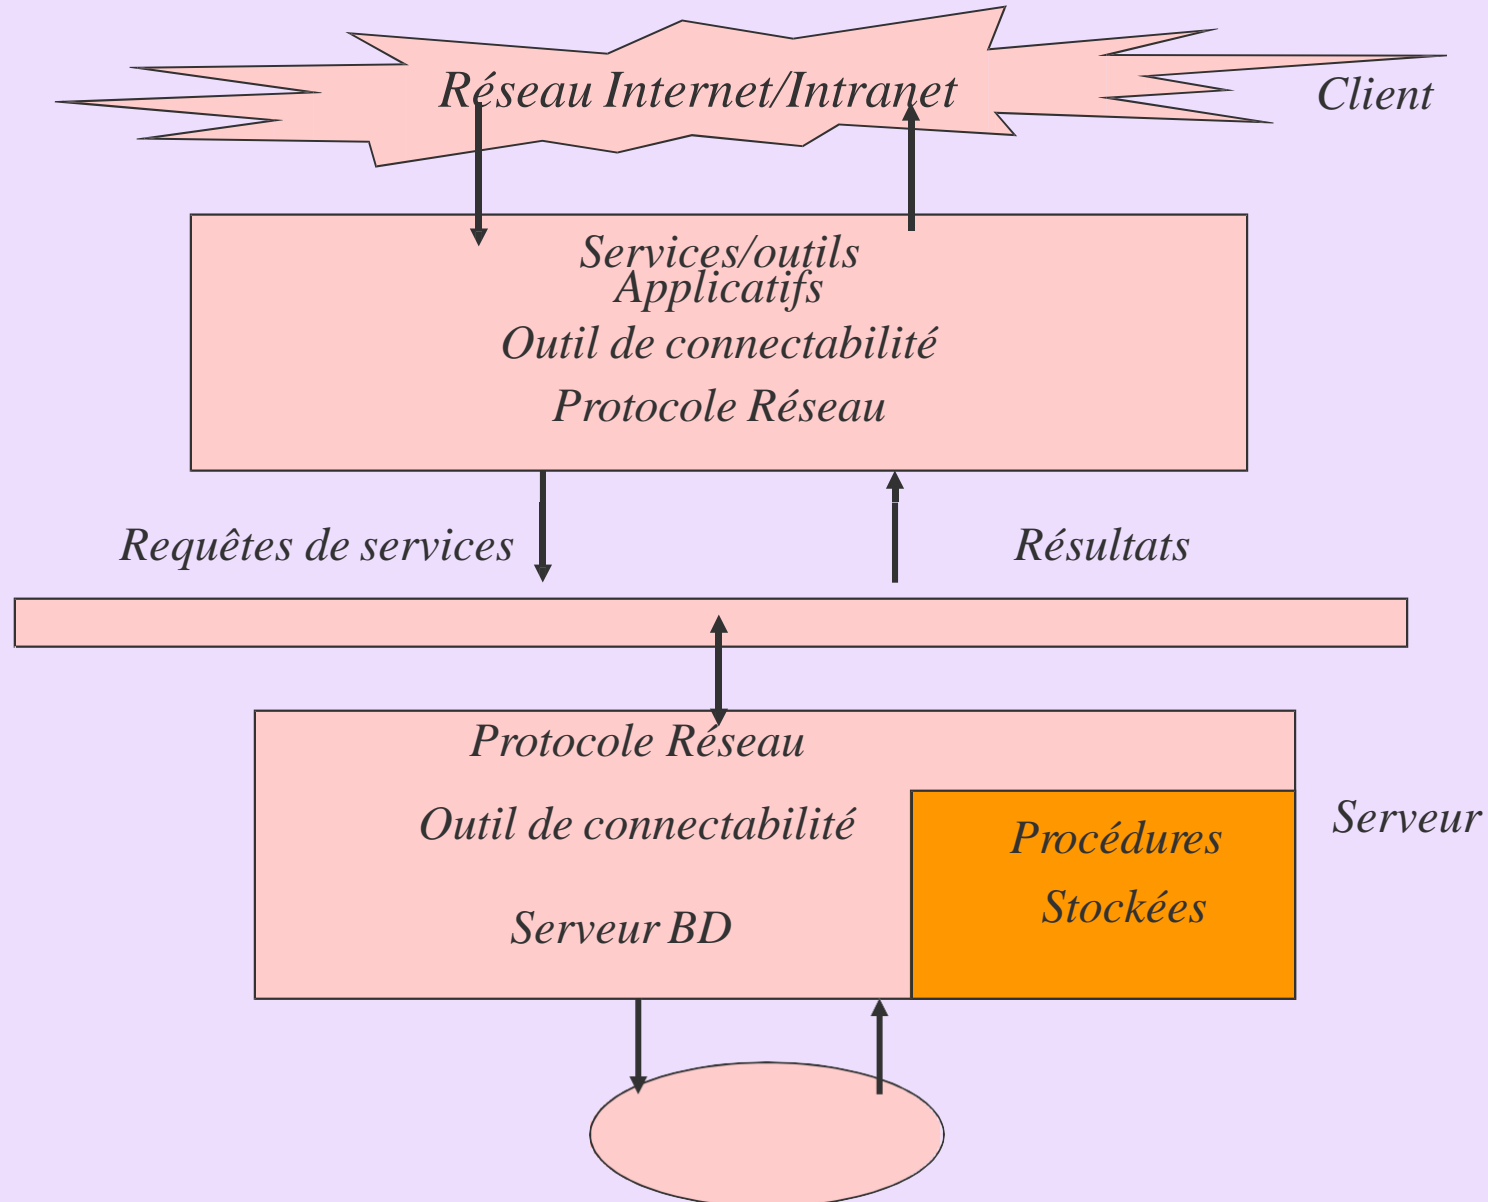 Réseau Internet/Intranet
Client
Services/outils
Applicatifs
Outil de connectabilité
Protocole Réseau
Requêtes de services
Résultats
Protocole Réseau
Outil de connectabilité
Serveur BD
Procédures
Stockées
Serveur